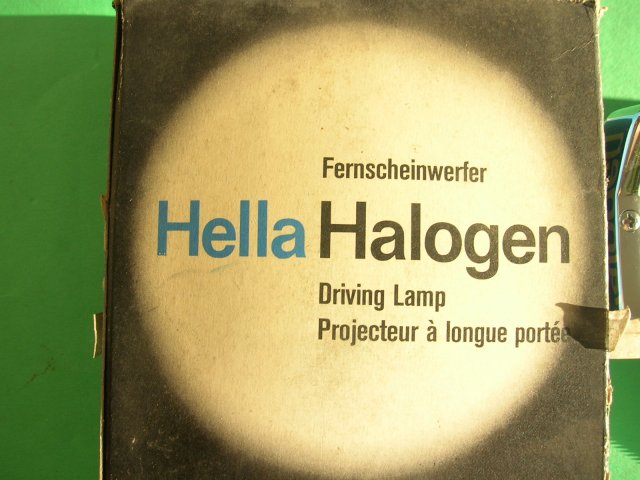 Fernscheinwerfer
Hella Halogen
Driving Lamp
Projecteur à longue portée